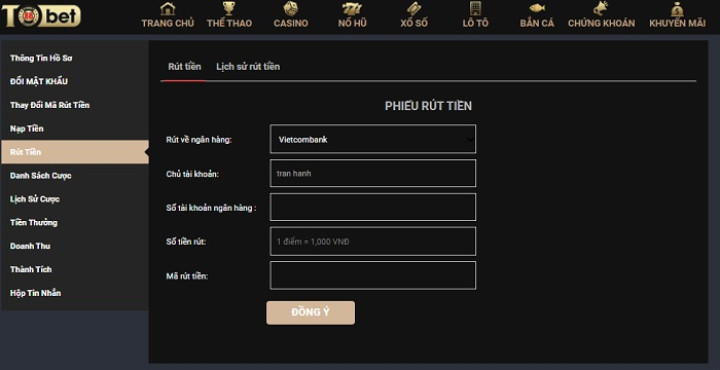 TO88bet
TRANG CHỦ THỂ THAO CASINO NỔ HŨ XỔ SỐ LÔ TÔ BẮN CÁ CHỨNG KHOÁN KHUYẾN MÃI
Thông Tin Hồ Sơ
ĐỔI MẬT KHẨU
Thay Đổi Mã Rút Tiền
Nạp Tiền
Rút Tiền
Danh Sách Cược
Lịch Sử Cược
Tiền Thưởng
Doanh Thu
Thành Tích
Hộp Tin Nhắn
Rút tiền Lịch sử rút tiền
PHIẾU RÚT TIỀN
Rút về ngân hàng: Vietcombank
Chủ tài khoản: tran hanh
Số tài khoản ngân hàng :
Số tiền rút: 1 điểm = 1,000 VNĐ
Mã rút tiền:
ĐỒNG Ý